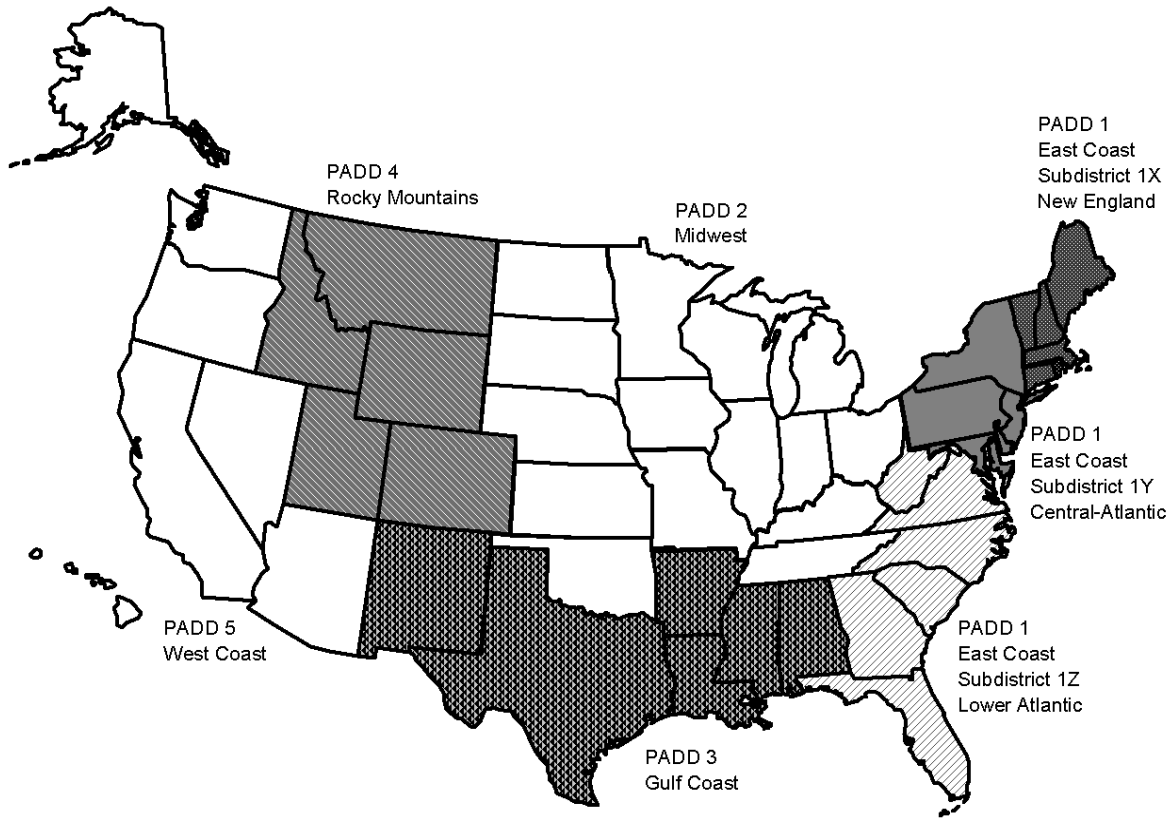 PADD 1
East Coast
Subdistrict 1X
New England
PADD 4
Rocky Mountains
PADD 2
Midwest
PADD 1
East Coast
Subdistrict 1Y
Central-Atlantic
PADD 5
West Coast
PADD 1
East Coast
Subdistrict 1Z
Lower Atlantic
PADD 3
Gulf Coast